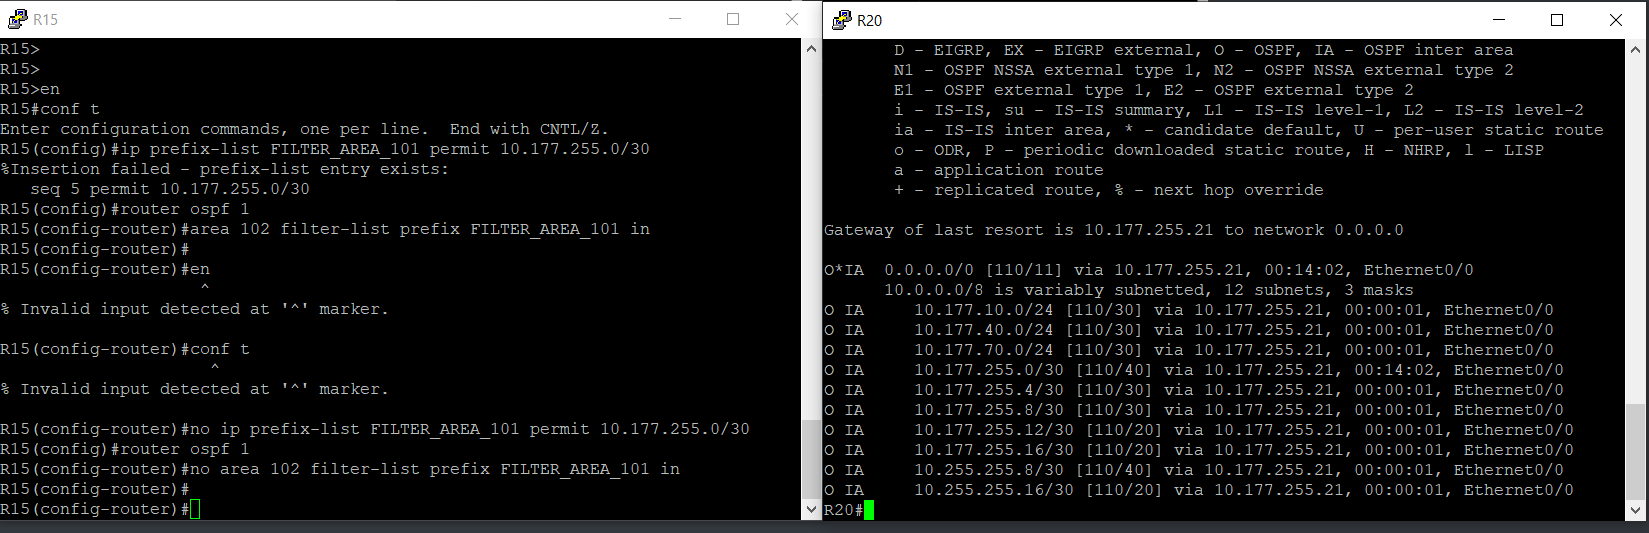 R15
R15>
R15>
R15>en
R15#conf t
Enter configuration commands, one per line.  End with CNTL/Z.
R15(config)#ip prefix-list FILTER_AREA_101 permit 10.177.255.0/30
%Insertion failed - prefix-list entry exists:
   seq 5 permit 10.177.255.0/30
R15(config)#router ospf 1
R15(config-router)#area 102 filter-list prefix FILTER_AREA_101 in
R15(config-router)#
R15(config-router)#en
                    ^
% Invalid input detected at '^' marker.
R15(config-router)#conf t
                     ^
% Invalid input detected at '^' marker.
R15(config-router)#no ip prefix-list FILTER_AREA_101 permit 10.177.255.0/30
R15(config-router)#router ospf 1
R15(config-router)#no area 102 filter-list prefix FILTER_AREA_101 in
R15(config-router)#
R15(config-router)#
R20
       D - EIGRP, EX - EIGRP external, O - OSPF, IA - OSPF inter area
       N1 - OSPF NSSA external type 1, N2 - OSPF NSSA external type 2
       E1 - OSPF external type 1, E2 - OSPF external type 2
       i - IS-IS, su - IS-IS summary, L1 - IS-IS level-1, L2 - IS-IS level-2
       ia - IS-IS inter area, * - candidate default, U - per-user static route
       o - ODR, P - periodic downloaded static route, H - NHRP, l - LISP
       a - application route
       + - replicated route, % - next hop override
Gateway of last resort is 10.177.255.21 to network 0.0.0.0
O*IA  0.0.0.0/0 [110/11] via 10.177.255.21, 00:14:02, Ethernet0/0
      10.0.0.0/8 is variably subnetted, 12 subnets, 3 masks
O IA     10.177.10.0/24 [110/30] via 10.177.255.21, 00:00:01, Ethernet0/0
O IA     10.177.40.0/24 [110/30] via 10.177.255.21, 00:00:01, Ethernet0/0
O IA     10.177.70.0/24 [110/30] via 10.177.255.21, 00:00:01, Ethernet0/0
O IA     10.177.255.0/30 [110/40] via 10.177.255.21, 00:14:02, Ethernet0/0
O IA     10.177.255.4/30 [110/30] via 10.177.255.21, 00:00:01, Ethernet0/0
O IA     10.177.255.8/30 [110/30] via 10.177.255.21, 00:00:01, Ethernet0/0
O IA     10.177.255.12/30 [110/20] via 10.177.255.21, 00:00:01, Ethernet0/0
O IA     10.177.255.16/30 [110/20] via 10.177.255.21, 00:00:01, Ethernet0/0
O IA     10.255.255.8/30 [110/40] via 10.177.255.21, 00:00:01, Ethernet0/0
O IA     10.255.255.16/30 [110/20] via 10.177.255.21, 00:00:01, Ethernet0/0
R20#